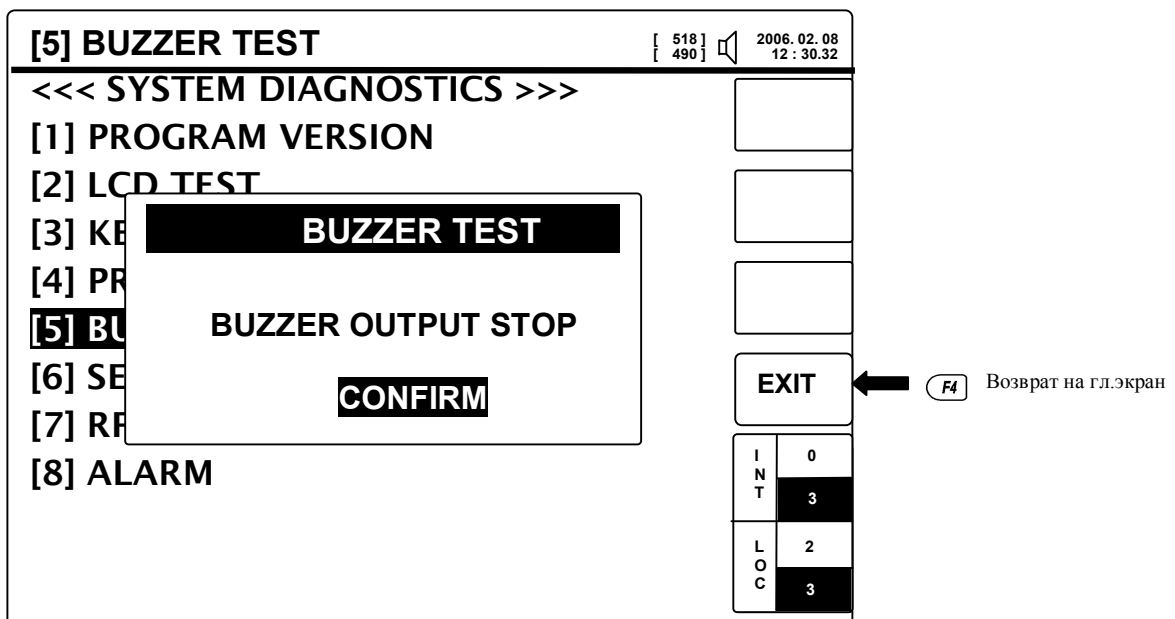 [5] BUZZER TEST
[ 518 ]
[ 490 ]
2006. 02. 08
12 : 30.32
<<< SYSTEM DIAGNOSTICS >>>
[1] PROGRAM VERSION
[2] LCD TEST
[3] KE
[4] PR
[5] BU
[6] SE
[7] RF
[8] ALARM
BUZZER TEST
BUZZER OUTPUT STOP
CONFIRM
EXIT
F4 Возврат на гл.экран
INT
0
3
LOC
2
3